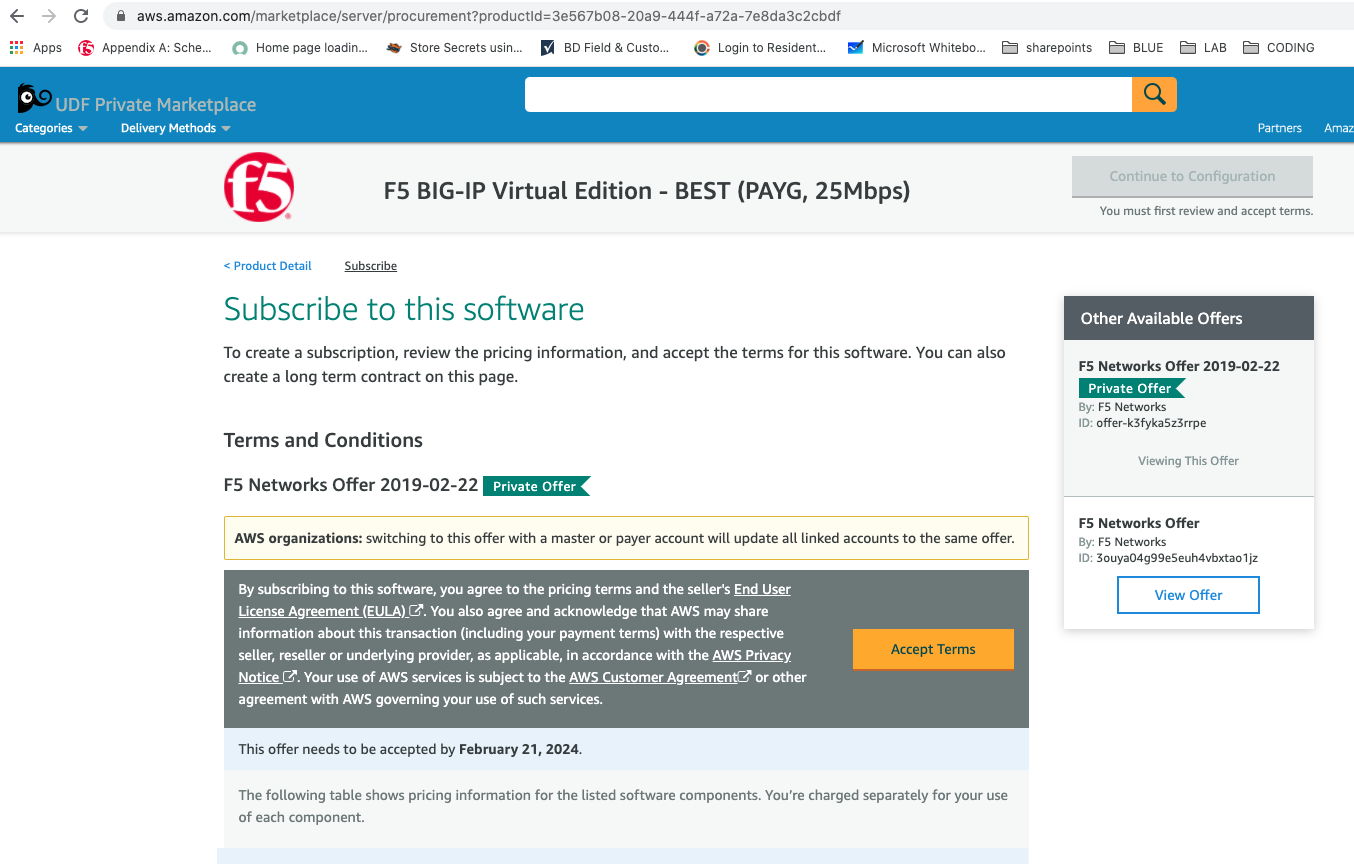 aws.amazon.com/marketplace/server/procurement?productId=3e567b08-20a9-444f-a72a-7e8da3c2cbdf
Apps
Appendix A: Sche...
Home page loadin...
Store Secrets usin...
BD Field & Custo...
Login to Resident...
Microsoft Whitebo...
sharepoints
BLUE
LAB
CODING
UDF Private Marketplace
Categories
Delivery Methods
Partners
Amaz
f5
F5 BIG-IP Virtual Edition - BEST (PAYG, 25Mbps)
Continue to Configuration
You must first review and accept terms.
< Product Detail
Subscribe
Subscribe to this software
To create a subscription, review the pricing information, and accept the terms for this software. You can also
create a long term contract on this page.
Terms and Conditions
F5 Networks Offer 2019-02-22 Private Offer
AWS organizations: switching to this offer with a master or payer account will update all linked accounts to the same offer.
By subscribing to this software, you agree to the pricing terms and the seller's End User
License Agreement (EULA). You also agree and acknowledge that AWS may share
information about this transaction (including your payment terms) with the respective
seller, reseller or underlying provider, as applicable, in accordance with the AWS Privacy
Notice. Your use of AWS services is subject to the AWS Customer Agreement or other
agreement with AWS governing your use of such services.
Accept Terms
This offer needs to be accepted by February 21, 2024.
The following table shows pricing information for the listed software components. You're charged separately for your use
of each component.
Other Available Offers
F5 Networks Offer 2019-02-22
Private Offer
By: F5 Networks
ID: offer-k3fyka5z3rrpe
Viewing This Offer
F5 Networks Offer
By: F5 Networks
ID: 3ouya04g99e5euh4vbxtao1jz
View Offer